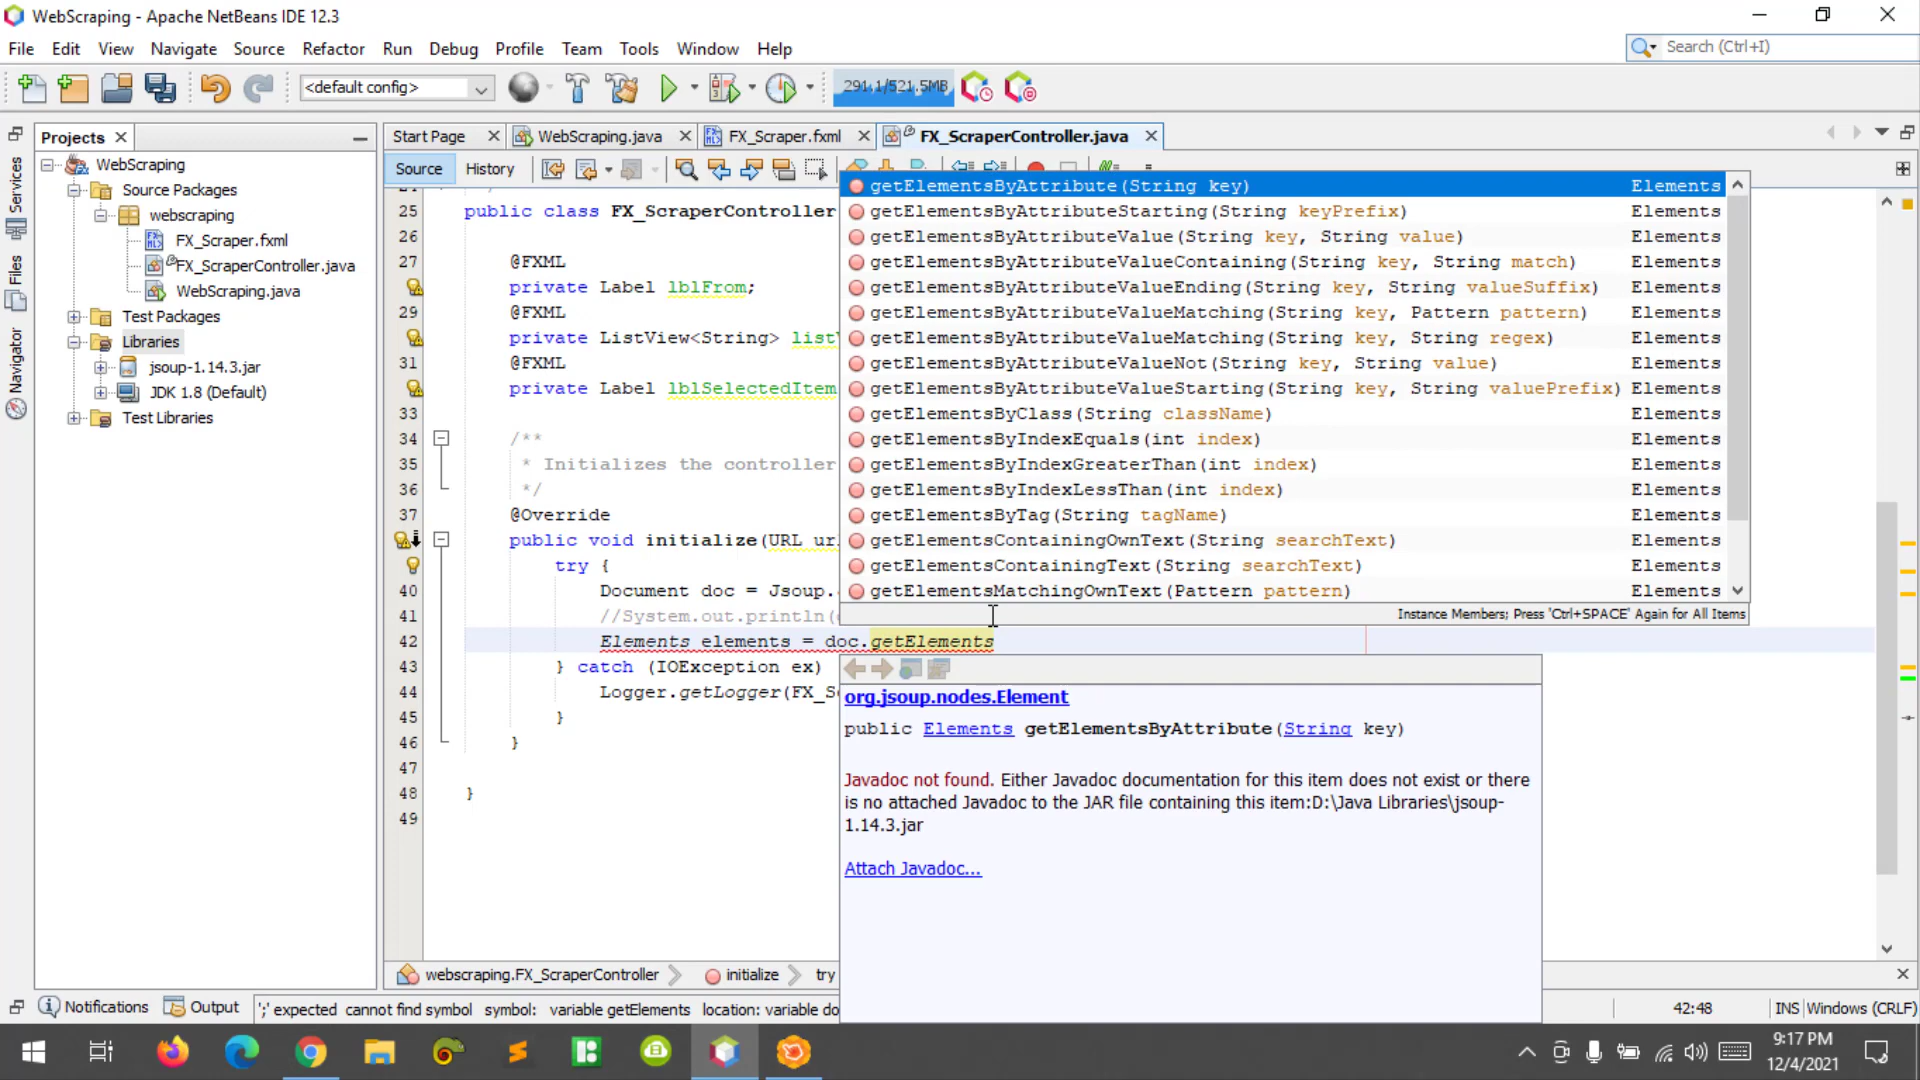 WebScraping - Apache NetBeans IDE 12.3
File Edit View Navigate Source Refactor Run Debug Profile Team Tools Window Help
Search (Ctrl+I)
<default config>
291.1/521.5MB
Projects
Start Page
WebScraping.java
FX_Scraper.fxml
FX_ScraperController.java
Source History
Services
Files
Navigator
WebScraping
Source Packages
webscraping
FX_Scraper.fxml
FX_ScraperController.java
WebScraping.java
Test Packages
Libraries
jsoup-1.14.3.jar
JDK 1.8 (Default)
Test Libraries
25 public class FX_ScraperController
26
27 @FXML
private Label lblFrom;
29 @FXML
private ListView<String> list
31 @FXML
private Label lblSelectedItem
33
34 /**
35 * Initializes the controller
36 */
37 @Override
public void initialize(URL ur
try {
40 Document doc = Jsoup.
41 //System.out.println(
42 Elements elements = doc.getElements
43 } catch (IOException ex)
44 Logger.getLogger(FX_S
45 }
46 }
47
48 }
49
getElementsByAttribute(String key) Elements
getElementsByAttributeStarting(String keyPrefix) Elements
getElementsByAttributeValue(String key, String value) Elements
getElementsByAttributeValueContaining(String key, String match) Elements
getElementsByAttributeValueEnding(String key, String valueSuffix) Elements
getElementsByAttributeValueMatching(String key, Pattern pattern) Elements
getElementsByAttributeValueMatching(String key, String regex) Elements
getElementsByAttributeValueNot(String key, String value) Elements
getElementsByAttributeValueStarting(String key, String valuePrefix) Elements
getElementsByClass(String className) Elements
getElementsByIndexEquals(int index) Elements
getElementsByIndexGreaterThan(int index) Elements
getElementsByIndexLessThan(int index) Elements
getElementsByTag(String tagName) Elements
getElementsContainingOwnText(String searchText) Elements
getElementsContainingText(String searchText) Elements
getElementsMatchingOwnText(Pattern pattern) Elements
Instance Members; Press 'Ctrl+SPACE' Again for All Items
org.jsoup.nodes.Element
public Elements getElementsByAttribute(String key)
Javadoc not found. Either Javadoc documentation for this item does not exist or there
is no attached Javadoc to the JAR file containing this item:D:\Java Libraries\jsoup-
1.14.3.jar
Attach Javadoc...
webscraping.FX_ScraperController
initialize
try
Notifications
Output
';' expected cannot find symbol symbol: variable getElements location: variable do
42:48
INS
Windows (CRLF)
9:17 PM
12/4/2021